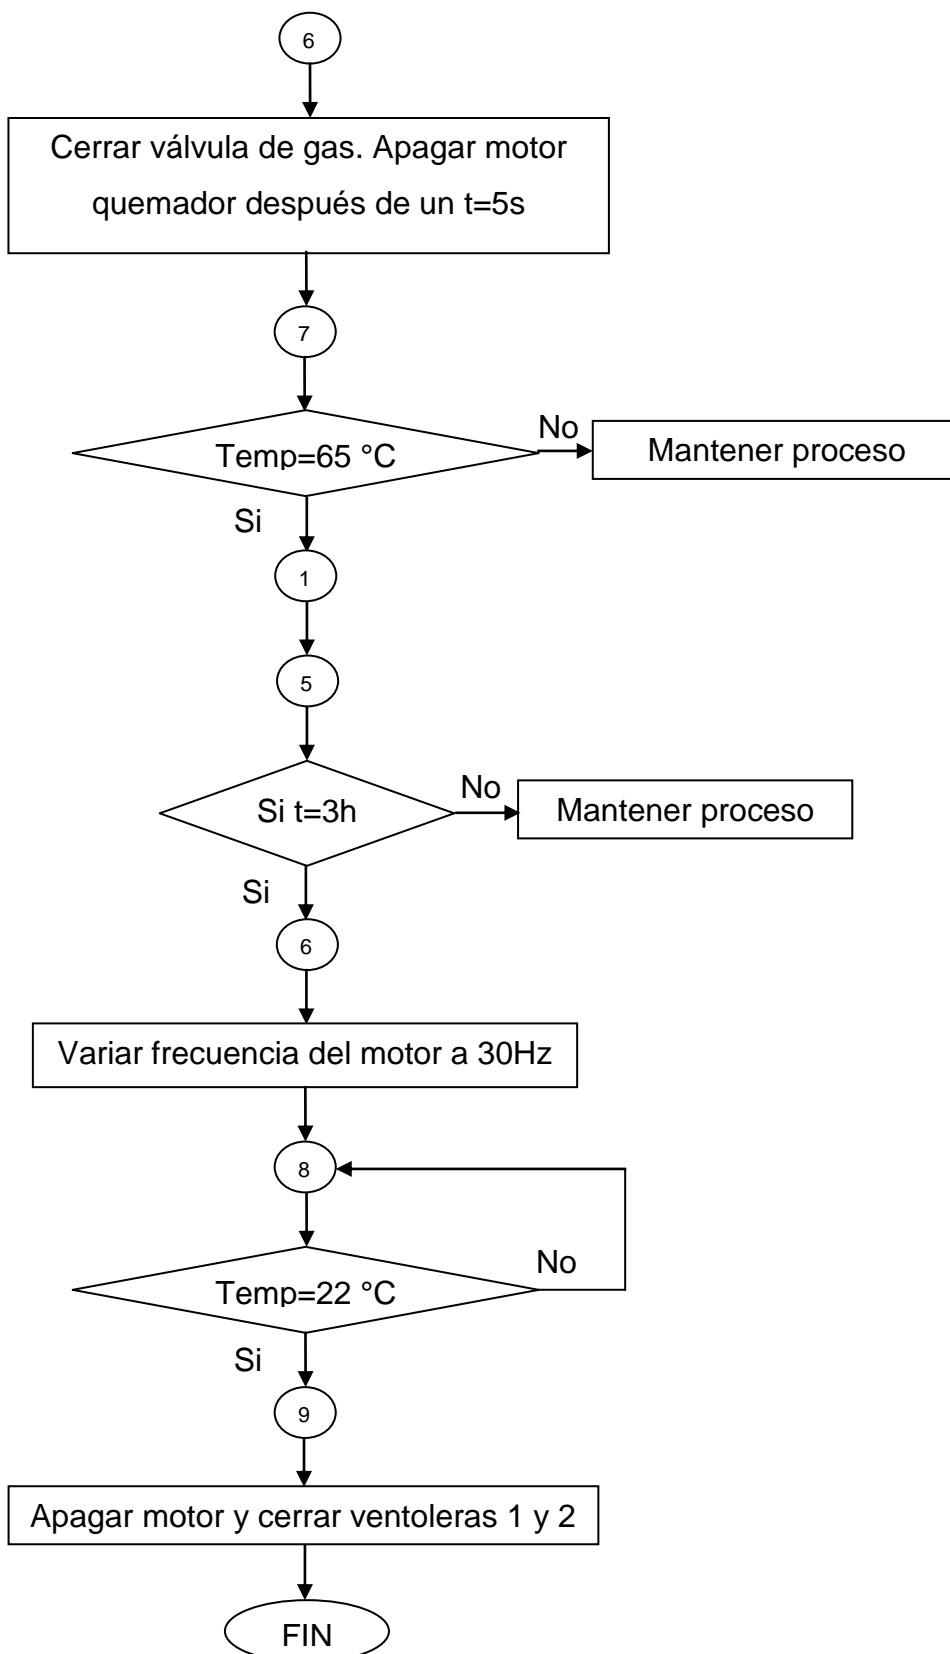 6
Cerrar válvula de gas. Apagar motor
quemador después de un t=5s
7
Temp=65 °C
No
Mantener proceso
Si
1
5
Si t=3h
No
Mantener proceso
Si
6
Variar frecuencia del motor a 30Hz
8
Temp=22 °C
No
Si
9
Apagar motor y cerrar ventoleras 1 y 2
FIN